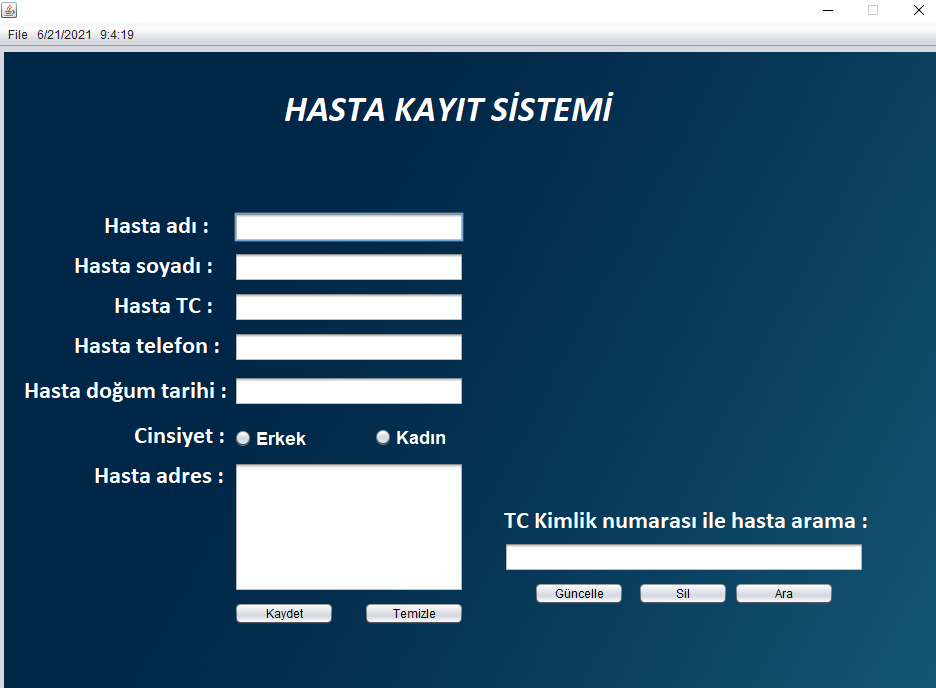 File 6/21/2021 9:4:19
HASTA KAYIT SİSTEMİ
Hasta adı :
Hasta soyadı :
Hasta TC :
Hasta telefon :
Hasta doğum tarihi :
Cinsiyet : Erkek Kadın
Hasta adres :
Kaydet Temizle
TC Kimlik numarası ile hasta arama :
Güncelle Sil Ara